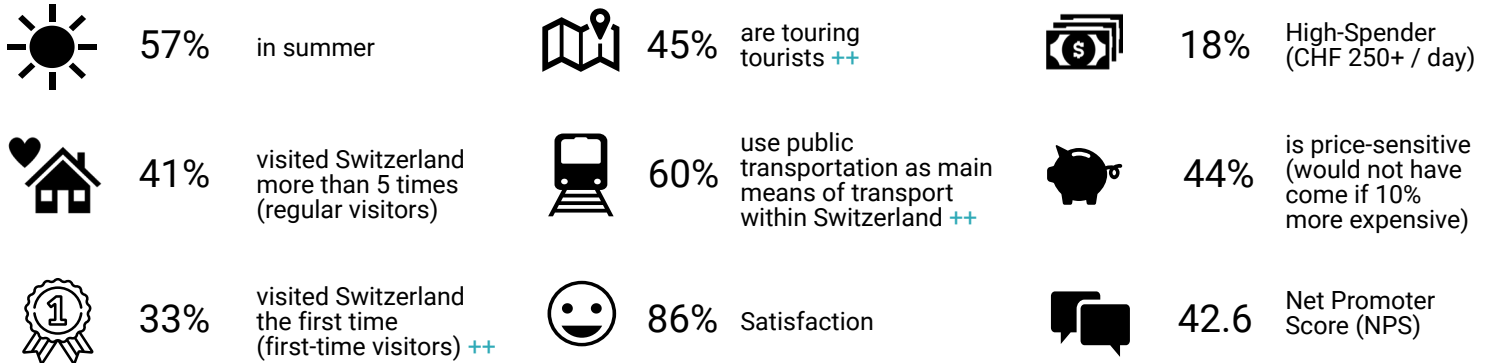 57%
in summer
45%
are touring
tourists ++
$
18%
High-Spender
(CHF 250+ / day)
41%
visited Switzerland
more than 5 times
(regular visitors)
60%
use public
transportation as main
means of transport
within Switzerland ++
44%
is price-sensitive
(would not have
come if 10%
more expensive)
1
33%
visited Switzerland
the first time
(first-time visitors) ++
86%
Satisfaction
42.6
Net Promoter
Score (NPS)